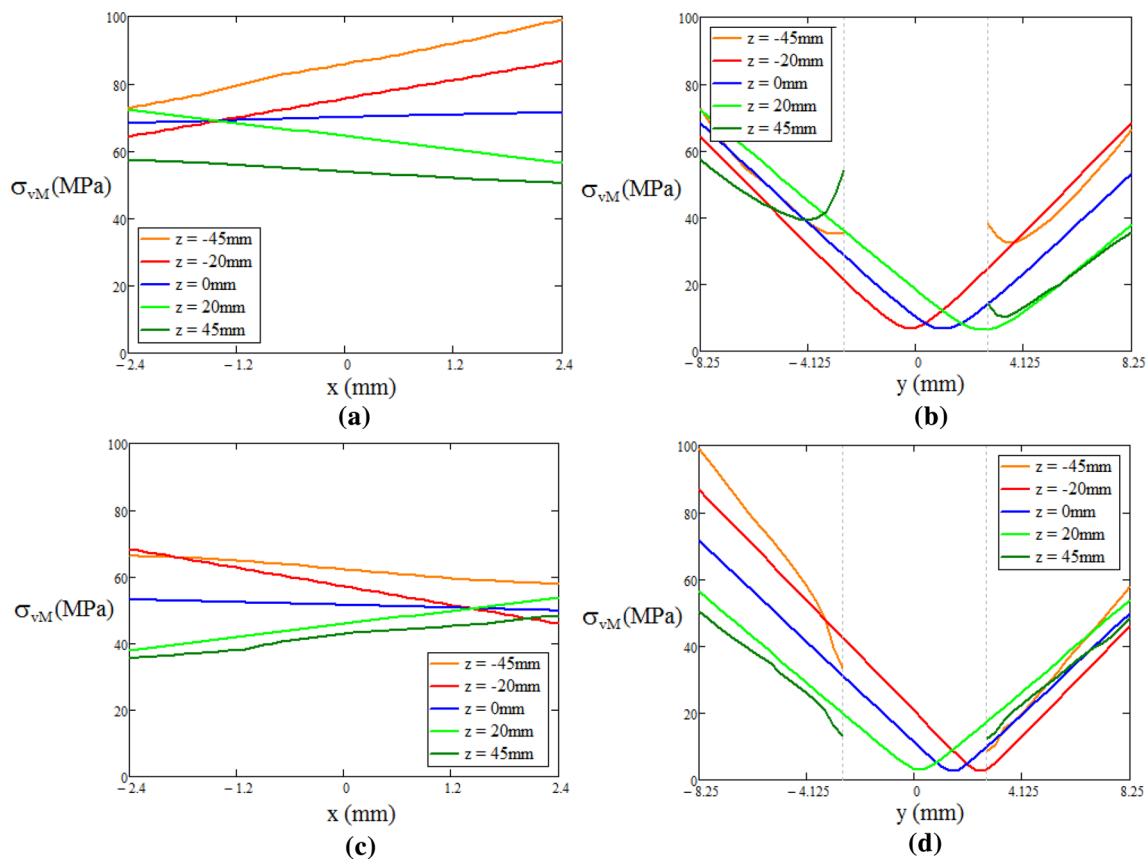 100
80
60
σvM(MPa)
40
20
0
z = -45mm
z = -20mm
z = 0mm
z = 20mm
z = 45mm
−2.4 −1.2 0 1.2 2.4
x (mm)
(a)
100
80
60
σvM(MPa)
40
20
0
z = -45mm
z = -20mm
z = 0mm
z = 20mm
z = 45mm
−8.25 −4.125 0 4.125 8.25
y (mm)
(b)
100
80
60
σvM(MPa)
40
20
0
z = -45mm
z = -20mm
z = 0mm
z = 20mm
z = 45mm
−2.4 −1.2 0 1.2 2.4
x (mm)
(c)
100
80
60
σvM(MPa)
40
20
0
z = -45mm
z = -20mm
z = 0mm
z = 20mm
z = 45mm
−8.25 −4.125 0 4.125 8.25
y (mm)
(d)